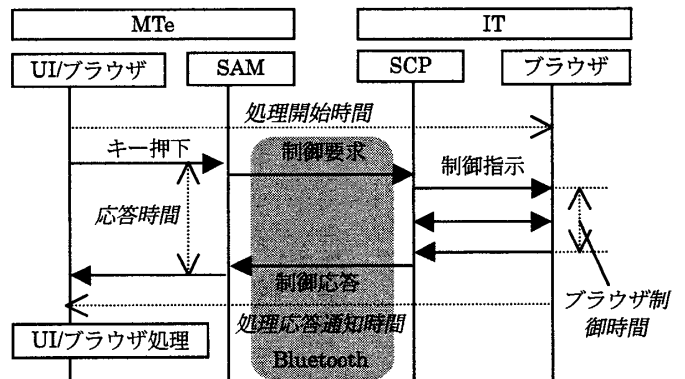 MTe
IT
UI/ブラウザ
SAM
SCP
ブラウザ
処理開始時間
キー押下
制御要求
制御指示
応答時間
制御応答
処理応答通知時間
ブラウザ制
御時間
UI/ブラウザ処理
Bluetooth